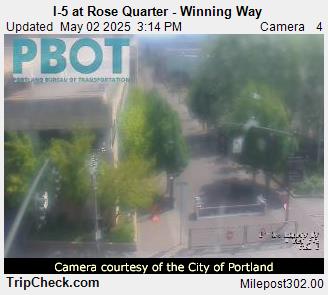 I-5 at Rose Quarter - Winning Way
Updated May 02 2025 3:14 PM Camera 4
PBOT
PORTLAND BUREAU OF TRANSPORTATION
Camera courtesy of the City of Portland
TripCheck.com Milepost302.00